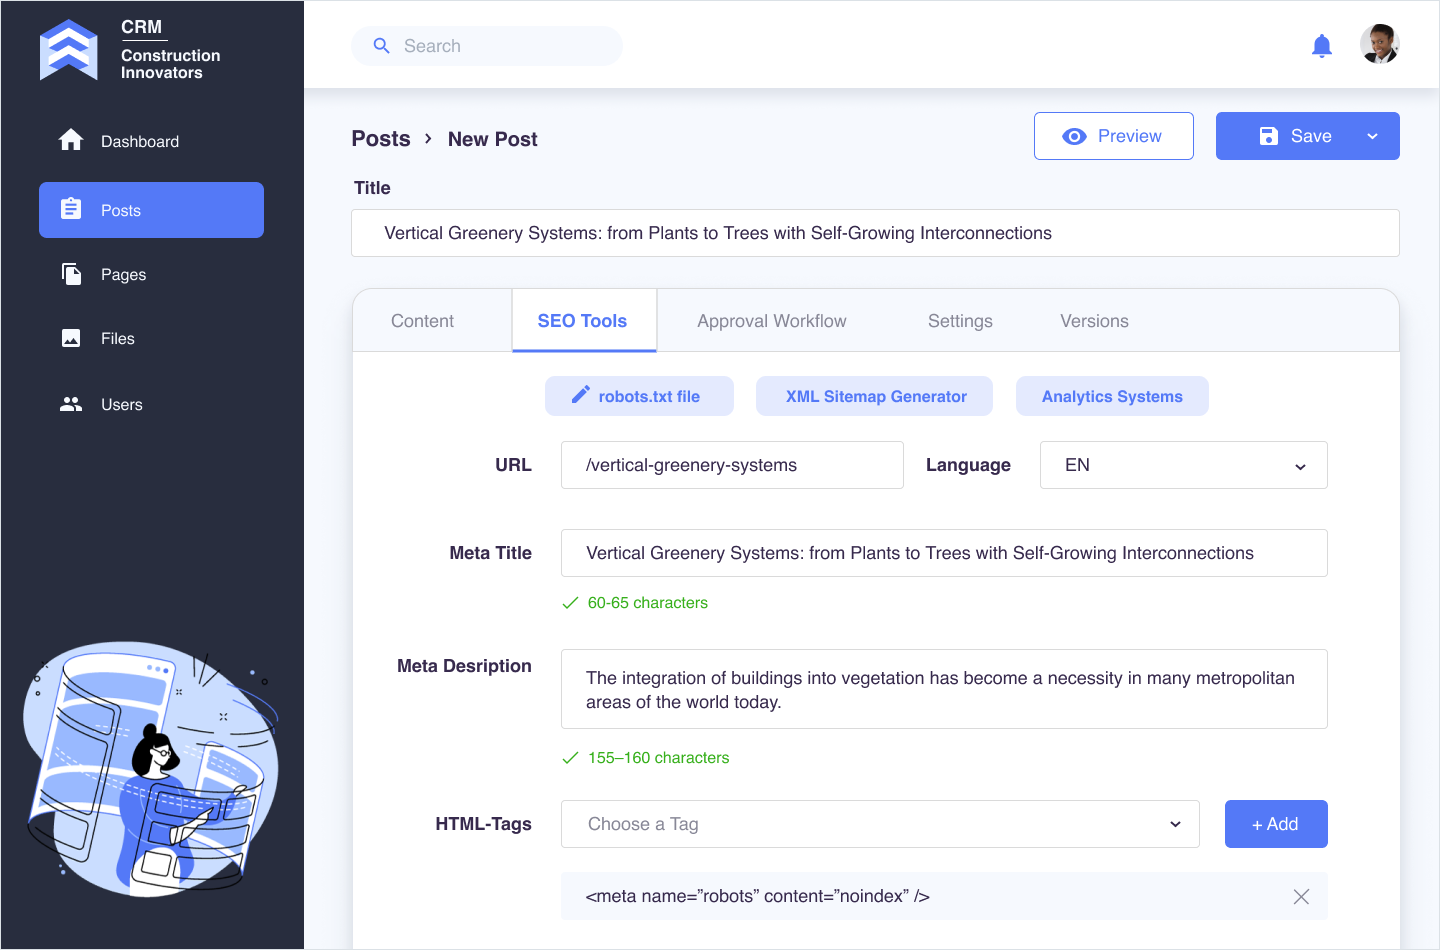 CRM
Construction
Innovators
Search
Dashboard
Posts
Pages
Files
Users
Posts › New Post
Preview
Save
Title
Vertical Greenery Systems: from Plants to Trees with Self-Growing Interconnections
Content
SEO Tools
Approval Workflow
Settings
Versions
robots.txt file
XML Sitemap Generator
Analytics Systems
URL
/vertical-greenery-systems
Language
EN
Meta Title
Vertical Greenery Systems: from Plants to Trees with Self-Growing Interconnections
60-65 characters
Meta Desription
The integration of buildings into vegetation has become a necessity in many metropolitan
areas of the world today.
155–160 characters
HTML-Tags
Choose a Tag
+ Add
<meta name=”robots” content=”noindex” />